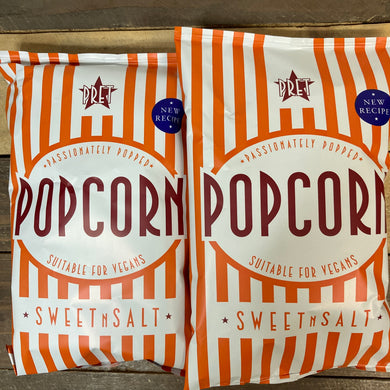 PRET
NEW
RECIPE
PASSIONATELY POPPED
POPCORN
SUITABLE FOR VEGANS
SWEETNSALT
PRET
NEW
RECIPE
PASSIONATELY POPPED
POPCORN
SUITABLE FOR VEGANS
SWEETNSALT